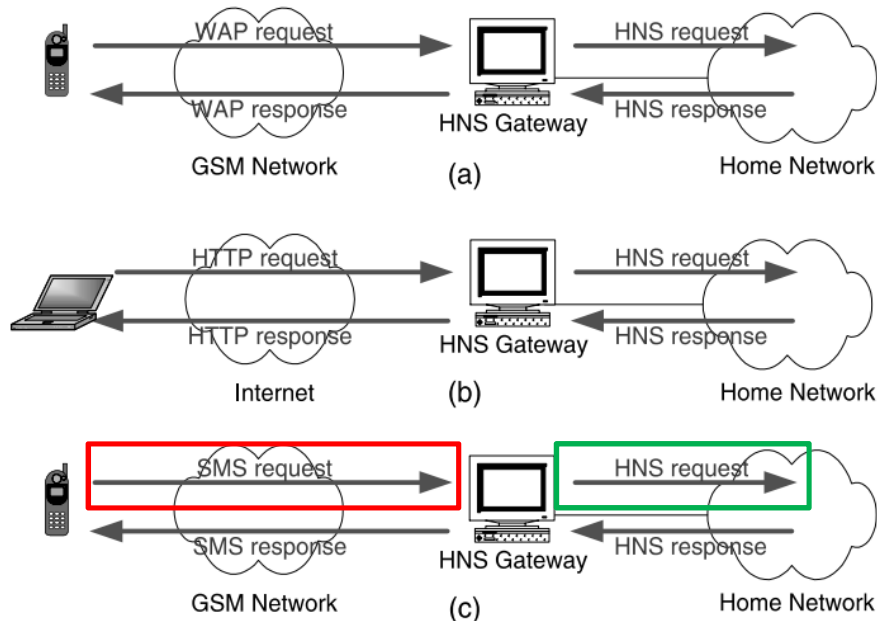 WAP request
HNS request
WAP response
HNS response
HNS Gateway
GSM Network
(a)
Home Network
HTTP request
HNS request
HTTP response
HNS response
HNS Gateway
Internet
(b)
Home Network
SMS request
HNS request
SMS response
HNS response
HNS Gateway
GSM Network
(c)
Home Network